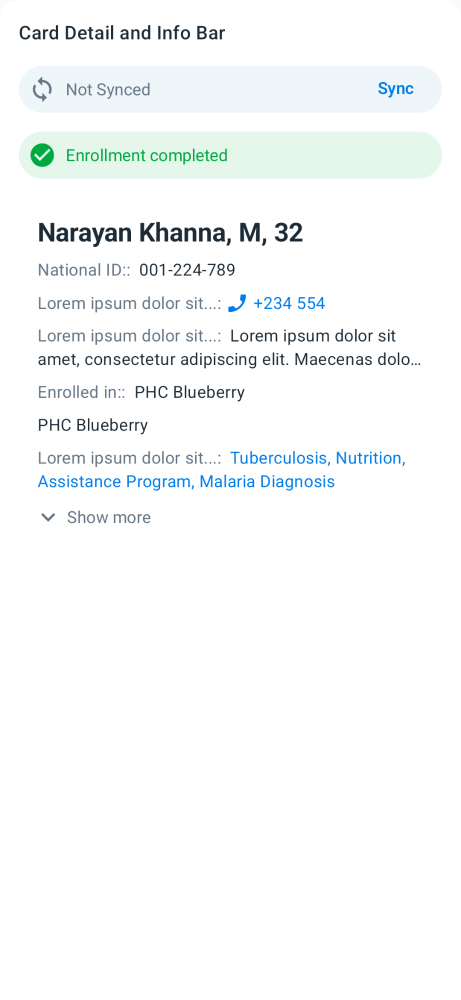 Card Detail and Info Bar
Not Synced Sync
Enrollment completed
Narayan Khanna, M, 32
National ID:: 001-224-789
Lorem ipsum dolor sit...: +234 554
Lorem ipsum dolor sit...: Lorem ipsum dolor sit
amet, consectetur adipiscing elit. Maecenas dolo...
Enrolled in:: PHC Blueberry
PHC Blueberry
Lorem ipsum dolor sit...: Tuberculosis, Nutrition,
Assistance Program, Malaria Diagnosis
Show more